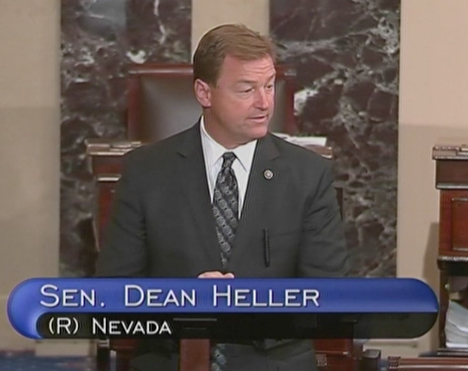 SEN. DEAN HELLER
(R) NEVADA